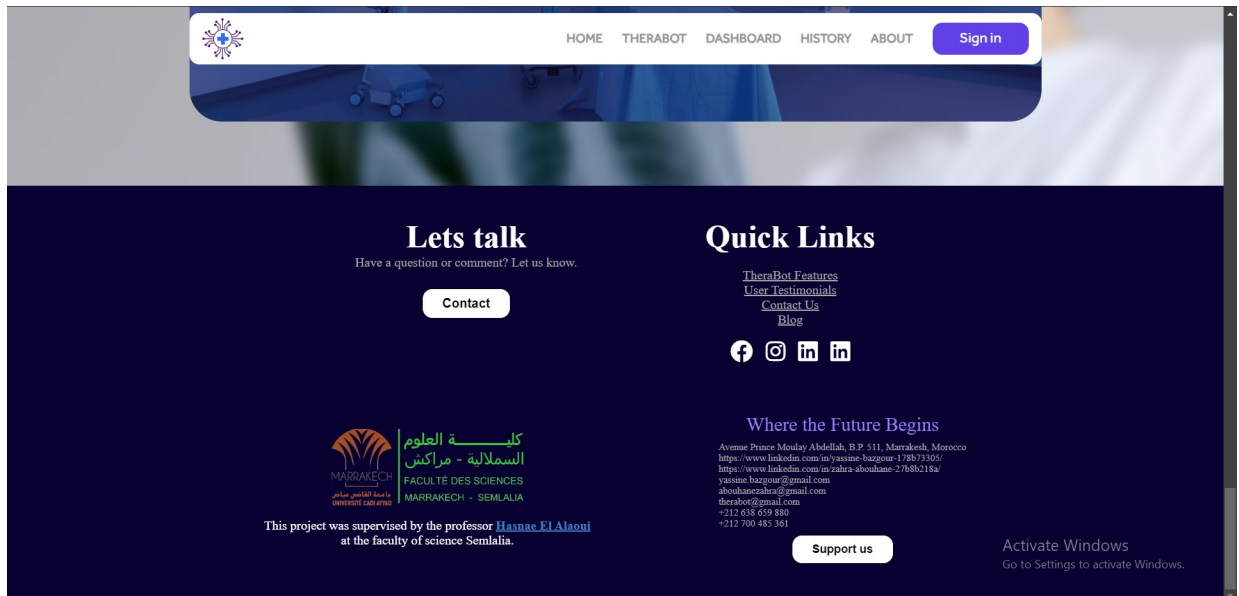 HOME THERABOT DASHBOARD HISTORY ABOUT Sign in
Lets talk
Have a question or comment? Let us know.
Contact
Quick Links
TheraBot Features
User Testimonials
Contact Us
Blog
كليـــــــة العلوم
السملالية - مراكش
MARRAKECH
FACULTÉ DES SCIENCES
MARRAKECH - SEMLALIA
جامعة القاضي عياض
UNIVERSITÉ CADI AYYAD
This project was supervised by the professor Hasnae El Alaoui
at the faculty of science Semlalia.
Where the Future Begins
Avenue Prince Moulay Abdellah, B.P. 511, Marrakesh, Morocco
https://www.linkedin.com/in/yassine-bazgour-178b73305/
https://www.linkedin.com/in/zahra-abouhane-27b8b218a/
yassine.bazgour@gmail.com
abouhanezahra@gmail.com
therabot@gmail.com
+212 638 659 880
+212 700 485 361
Support us
Activate Windows
Go to Settings to activate Windows.